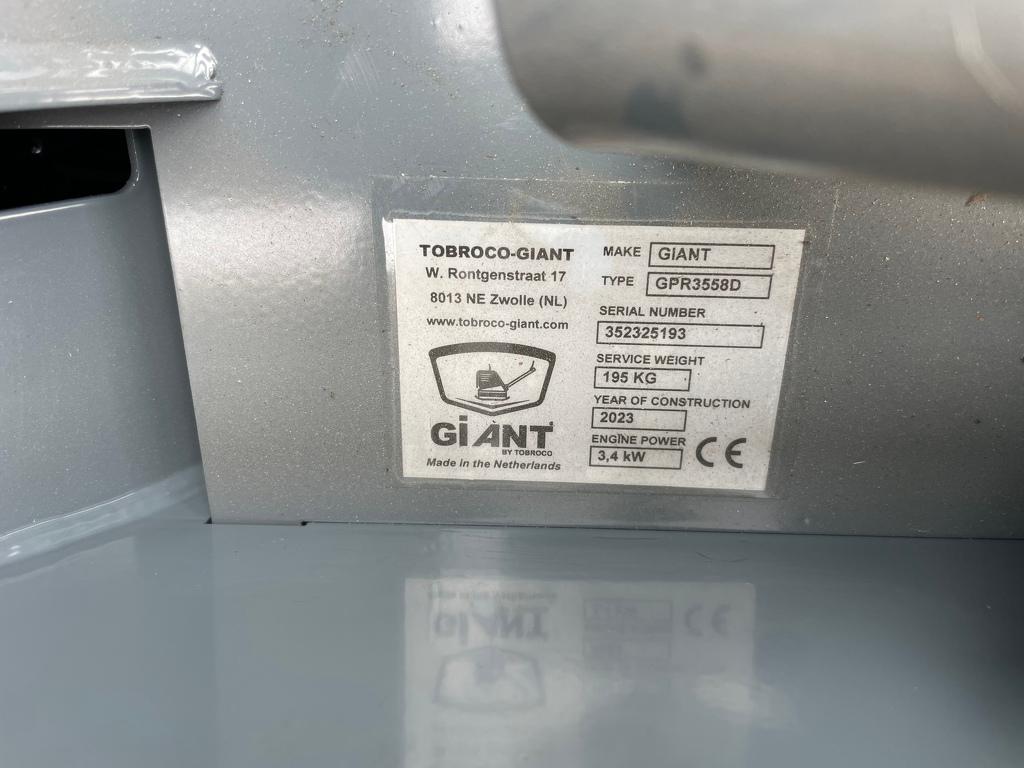 TOBROCO-GIANT
W. Rontgenstraat 17
8013 NE Zwolle (NL)
www.tobroco-giant.com
GiANT
BY TOBROCO
Made in the Netherlands
MAKE GIANT
TYPE GPR3558D
SERIAL NUMBER
352325193
SERVICE WEIGHT
195 KG
YEAR OF CONSTRUCTION
2023
ENGINE POWER
3,4 kW
CE